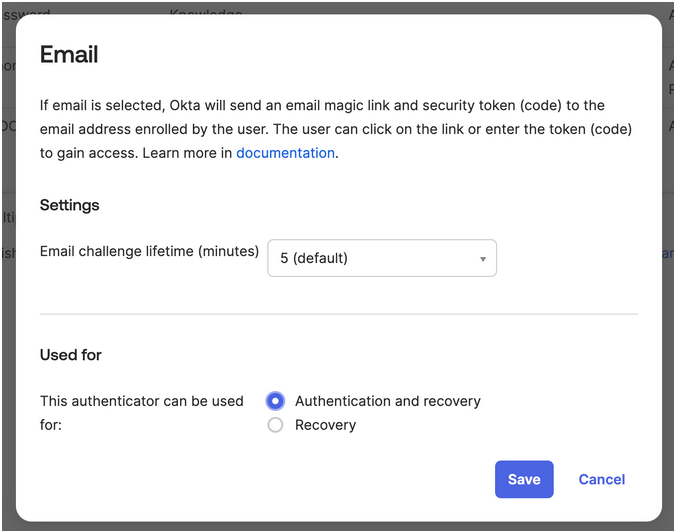 Email
If email is selected, Okta will send an email magic link and security token (code) to the
email address enrolled by the user. The user can click on the link or enter the token (code)
to gain access. Learn more in documentation.
Settings
Email challenge lifetime (minutes)
5 (default)
Used for
This authenticator can be used
for:
Authentication and recovery
Recovery
Save
Cancel